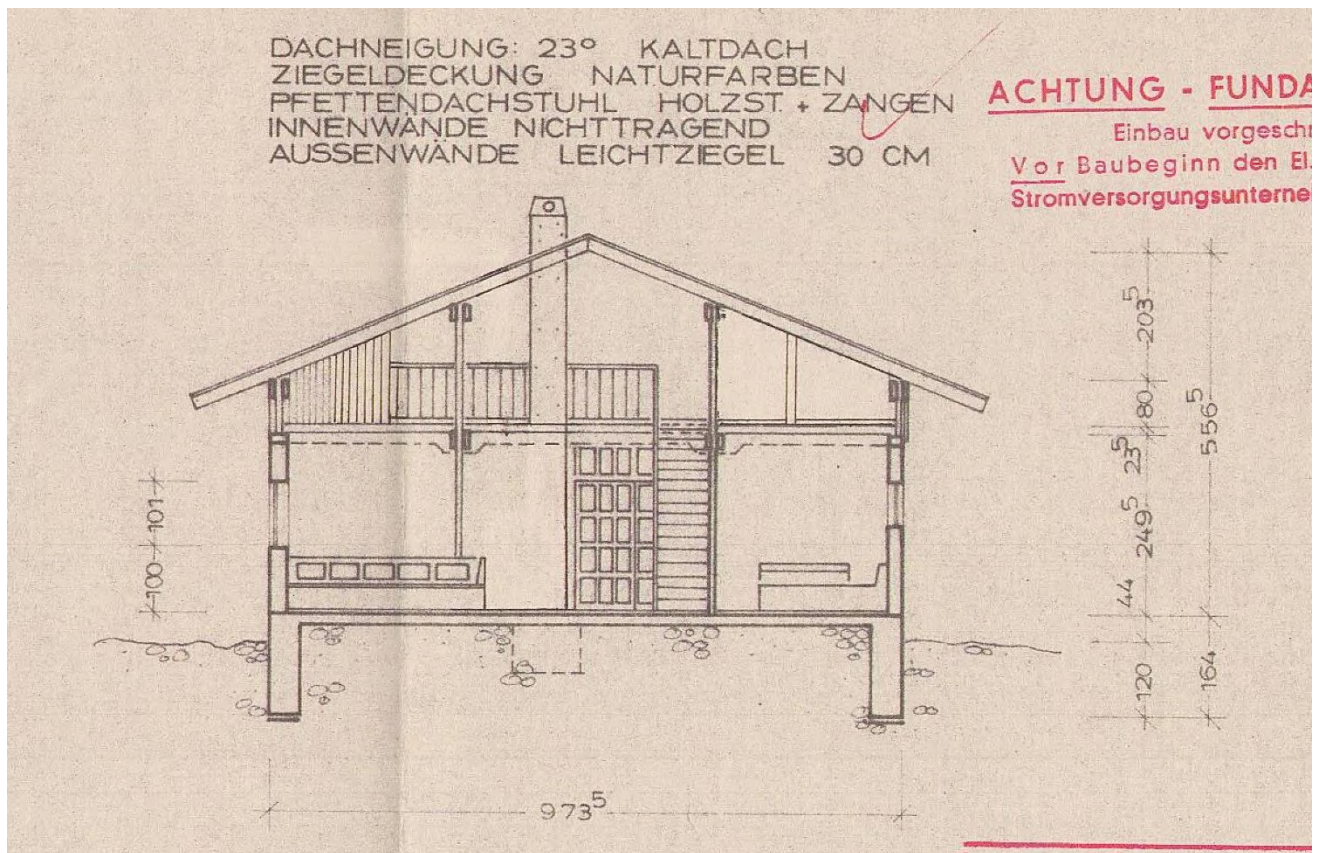 DACHNEIGUNG: 23° KALTDACH
ZIEGELDECKUNG NATURFARBEN
PFETTENDACHSTUHL HOLZST. + ZANGEN
INNENWÄNDE NICHTTRAGEND
AUSSENWÄNDE LEICHTZIEGEL 30 CM
ACHTUNG - FUNDA
Einbau vorgeschr
Vor Baubeginn den El.
Stromversorgungsunterne
203⁵
80
23⁵
249⁵
44
120
556⁵
164
101
100
973⁵